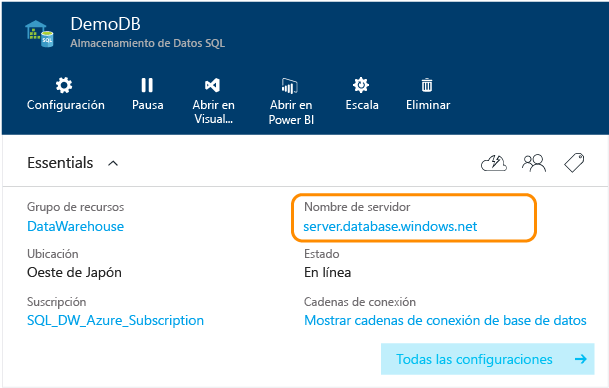 DemoDB
Almacenamiento de Datos SQL
SQL
Configuración
Pausa
Abrir en
Visual...
Abrir en
Power BI
Escala
Eliminar
Essentials
Grupo de recursos
DataWarehouse
Nombre de servidor
server.database.windows.net
Ubicación
Oeste de Japón
Estado
En línea
Suscripción
SQL_DW_Azure_Subscription
Cadenas de conexión
Mostrar cadenas de conexión de base de datos
Todas las configuraciones